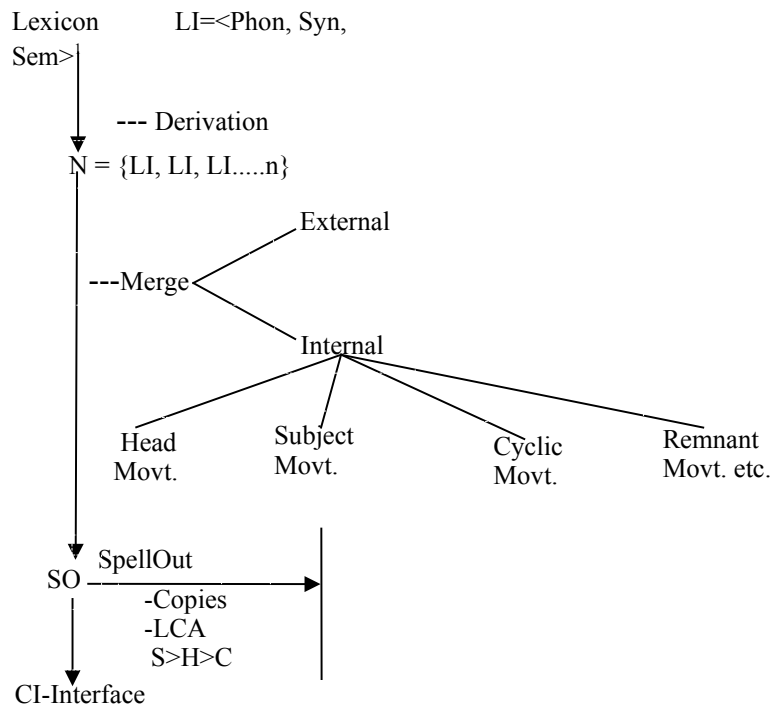 Lexicon LI=<Phon, Syn,
Sem>
--- Derivation
N = {LI, LI, LI.....n}
External
---Merge
Internal
Head
Movt.
Subject
Movt.
Cyclic
Movt.
Remnant
Movt. etc.
SpellOut
SO
-Copies
-LCA
S>H>C
CI-Interface